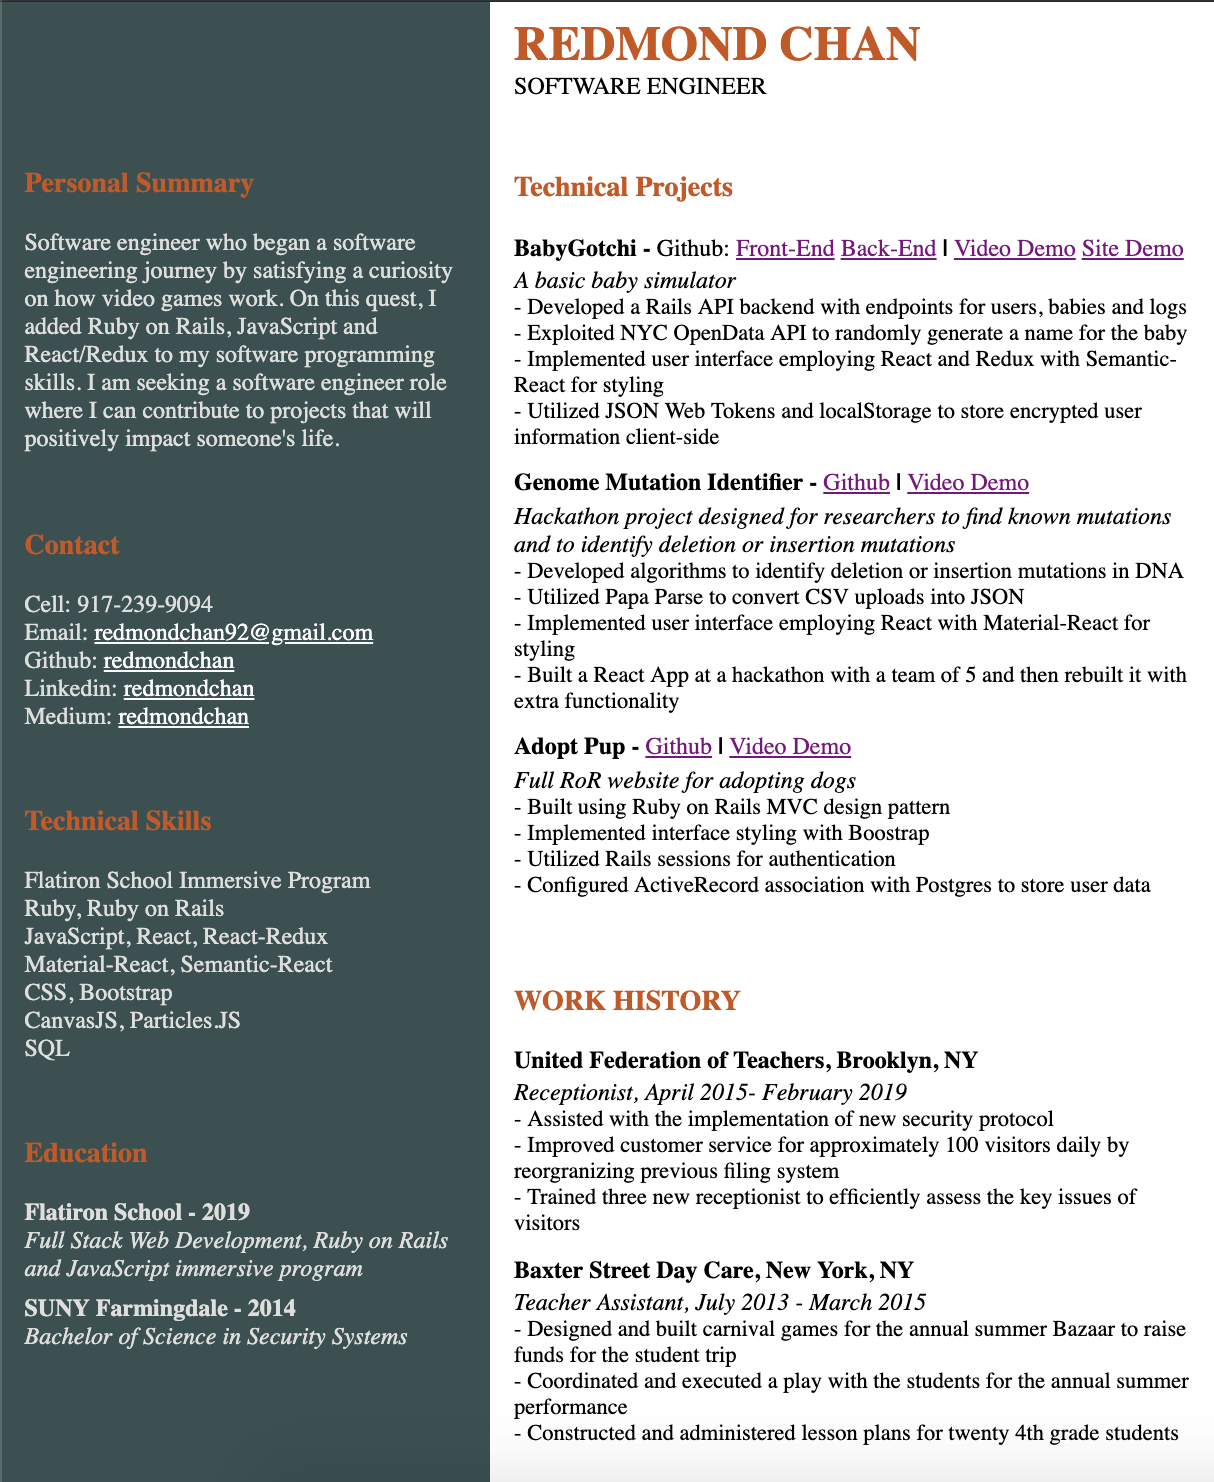 REDMOND CHAN
SOFTWARE ENGINEER
Personal Summary
Software engineer who began a software
engineering journey by satisfying a curiosity
on how video games work. On this quest, I
added Ruby on Rails, JavaScript and
React/Redux to my software programming
skills. I am seeking a software engineer role
where I can contribute to projects that will
positively impact someone's life.
Contact
Cell: 917-239-9094
Email: redmondchan92@gmail.com
Github: redmondchan
Linkedin: redmondchan
Medium: redmondchan
Technical Skills
Flatiron School Immersive Program
Ruby, Ruby on Rails
JavaScript, React, React-Redux
Material-React, Semantic-React
CSS, Bootstrap
CanvasJS, Particles.JS
SQL
Education
Flatiron School - 2019
Full Stack Web Development, Ruby on Rails
and JavaScript immersive program
SUNY Farmingdale - 2014
Bachelor of Science in Security Systems
Technical Projects
BabyGotchi - Github: Front-End Back-End | Video Demo Site Demo
A basic baby simulator
- Developed a Rails API backend with endpoints for users, babies and logs
- Exploited NYC OpenData API to randomly generate a name for the baby
- Implemented user interface employing React and Redux with Semantic-
React for styling
- Utilized JSON Web Tokens and localStorage to store encrypted user
information client-side
Genome Mutation Identifier - Github | Video Demo
Hackathon project designed for researchers to find known mutations
and to identify deletion or insertion mutations
- Developed algorithms to identify deletion or insertion mutations in DNA
- Utilized Papa Parse to convert CSV uploads into JSON
- Implemented user interface employing React with Material-React for
styling
- Built a React App at a hackathon with a team of 5 and then rebuilt it with
extra functionality
Adopt Pup - Github | Video Demo
Full RoR website for adopting dogs
- Built using Ruby on Rails MVC design pattern
- Implemented interface styling with Boostrap
- Utilized Rails sessions for authentication
- Configured ActiveRecord association with Postgres to store user data
WORK HISTORY
United Federation of Teachers, Brooklyn, NY
Receptionist, April 2015- February 2019
- Assisted with the implementation of new security protocol
- Improved customer service for approximately 100 visitors daily by
reorgranizing previous filing system
- Trained three new receptionist to efficiently assess the key issues of
visitors
Baxter Street Day Care, New York, NY
Teacher Assistant, July 2013 - March 2015
- Designed and built carnival games for the annual summer Bazaar to raise
funds for the student trip
- Coordinated and executed a play with the students for the annual summer
performance
- Constructed and administered lesson plans for twenty 4th grade students